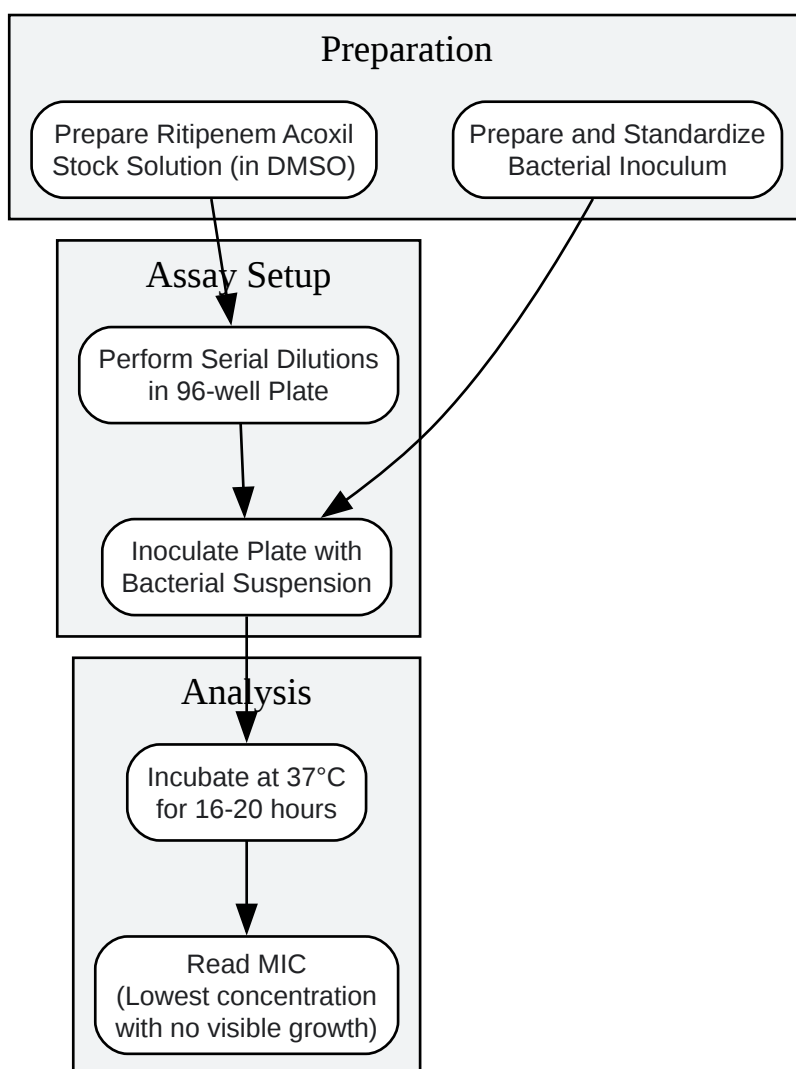 Preparation
Prepare Ritipenem Acoxil
Stock Solution (in DMSO)
Prepare and Standardize
Bacterial Inoculum
Assay Setup
Perform Serial Dilutions
in 96-well Plate
Inoculate Plate with
Bacterial Suspension
Analysis
Incubate at 37°C
for 16-20 hours
Read MIC
(Lowest concentration
with no visible growth)